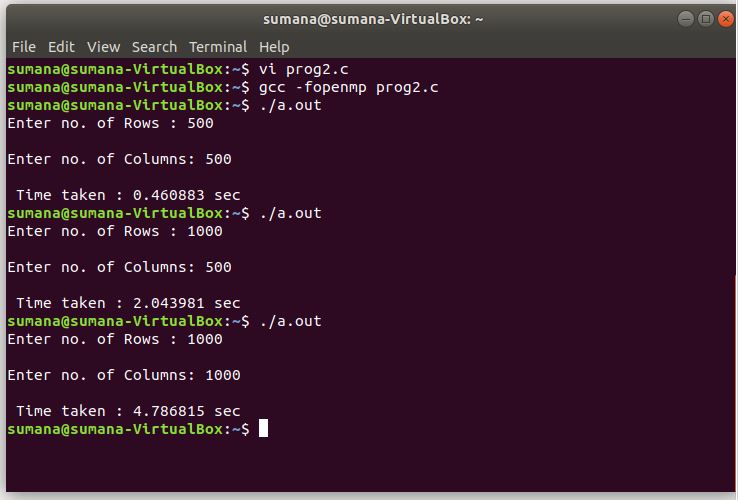 sumana@sumana-VirtualBox: ~
File Edit View Search Terminal Help
sumana@sumana-VirtualBox:~$ vi prog2.c
sumana@sumana-VirtualBox:~$ gcc -fopenmp prog2.c
sumana@sumana-VirtualBox:~$ ./a.out
Enter no. of Rows : 500
Enter no. of Columns: 500
Time taken : 0.460883 sec
sumana@sumana-VirtualBox:~$ ./a.out
Enter no. of Rows : 1000
Enter no. of Columns: 500
Time taken : 2.043981 sec
sumana@sumana-VirtualBox:~$ ./a.out
Enter no. of Rows : 1000
Enter no. of Columns: 1000
Time taken : 4.786815 sec
sumana@sumana-VirtualBox:~$